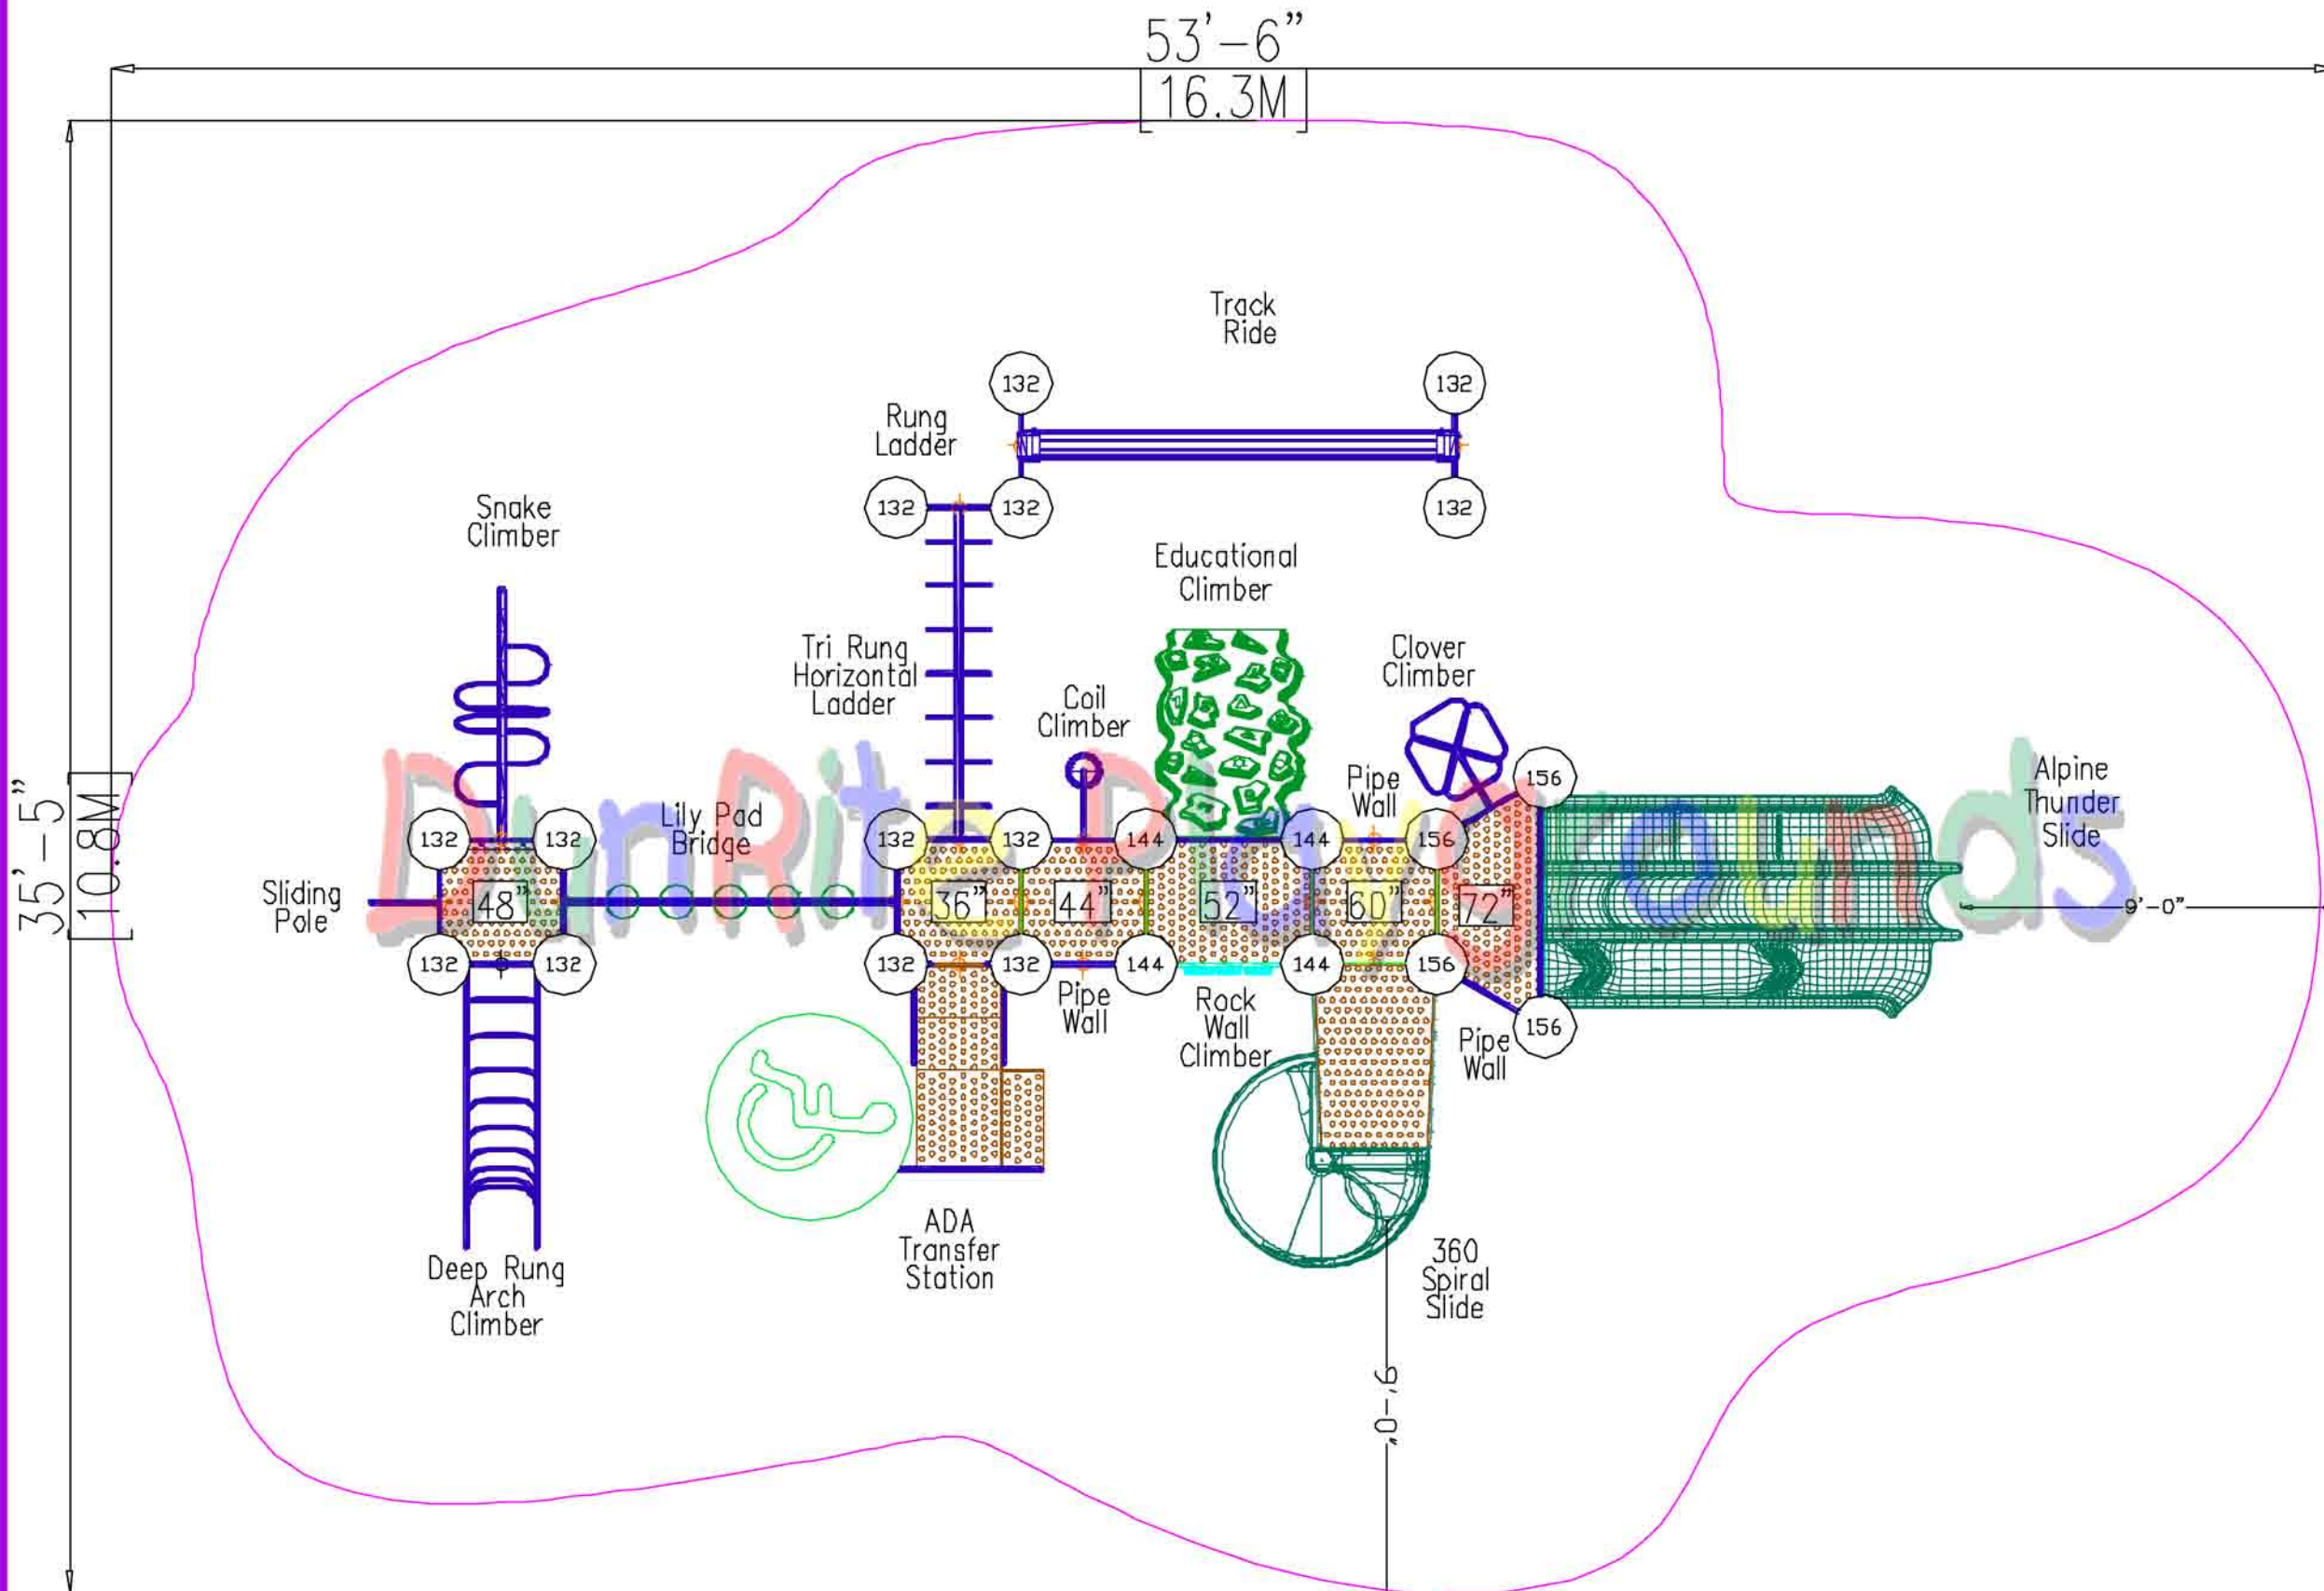 53'-6"
[16.3M]
35'-5"
[10.8M]
Track
Ride
132
132
Rung
Ladder
132
132
132
Snake
Climber
Educational
Climber
Tri Rung
Horizontal
Ladder
Coil
Climber
Clover
Climber
Pipe
Wall
156
Alpine
Thunder
Slide
DunRite Playgrounds
Lily Pad
Bridge
132
132
132
132
144
144
156
Sliding
Pole
48"
36"
44"
52"
60"
72"
9'-0"
132
132
132
132
144
144
156
Pipe
Wall
Rock
Wall
Climber
Pipe
Wall
156
ADA
Transfer
Station
360
Spiral
Slide
Deep Rung
Arch
Climber
9'-0"